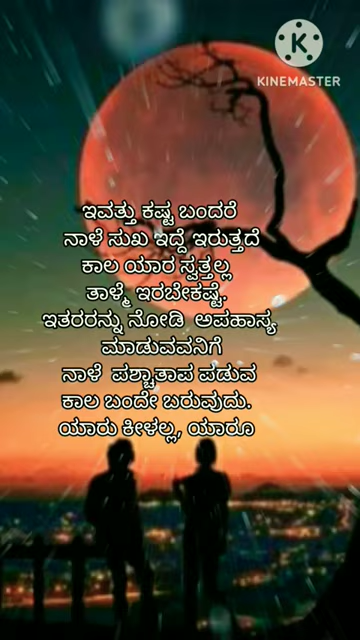 KINEMASTER
ಇವತ್ತು ಕಷ್ಟ ಬಂದರೆ
ನಾಳೆ ಸುಖ ಇದ್ದೆ ಇರುತ್ತದೆ
ಕಾಲ ಯಾರ ಸ್ವತ್ತಲ್ಲ
ತಾಳ್ಮೆ ಇರಬೇಕಷ್ಟೆ.
ಇತರರನ್ನು ನೋಡಿ ಅಪಹಾಸ್ಯ
ಮಾಡುವವನಿಗೆ
ನಾಳೆ ಪಶ್ಚಾತಾಪ ಪಡುವ
ಕಾಲ ಬಂದೇ ಬರುವುದು.
ಯಾರು ಕೀಳಲ್ಲ, ಯಾರೂ